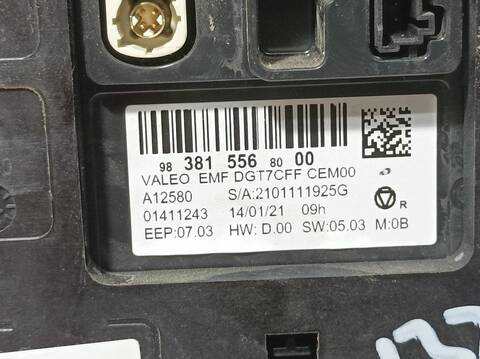 98 381 556 80 00
VALEO EMF DGT7CFF CEM00
A12580 S/A:2101111925G
01411243 14/01/21 09h R
EEP:07.03 HW:D.00 SW:05.03 M:0B